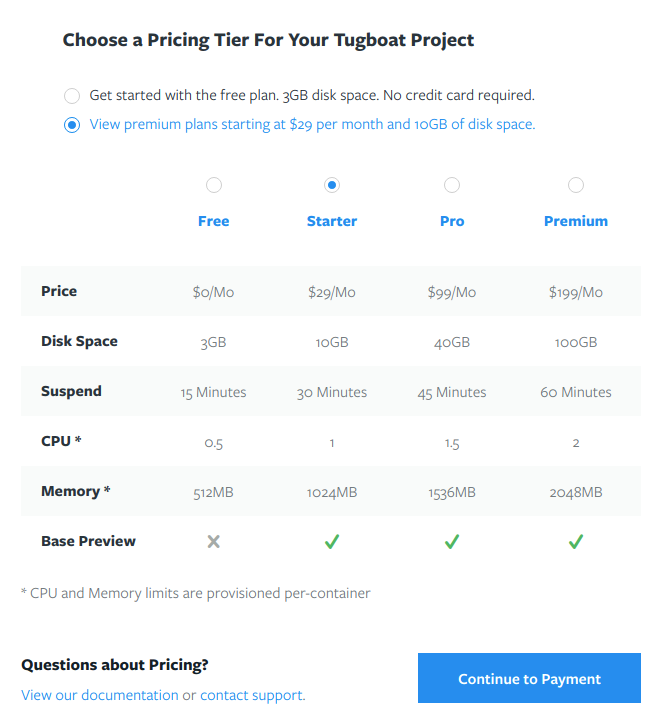 Choose a Pricing Tier For Your Tugboat Project
Get started with the free plan. 3GB disk space. No credit card required.
View premium plans starting at $29 per month and 10GB of disk space.
Free Starter Pro Premium
Price $0/Mo $29/Mo $99/Mo $199/Mo
Disk Space 3GB 10GB 40GB 100GB
Suspend 15 Minutes 30 Minutes 45 Minutes 60 Minutes
CPU * 0.5 1 1.5 2
Memory * 512MB 1024MB 1536MB 2048MB
Base Preview
* CPU and Memory limits are provisioned per-container
Questions about Pricing?
View our documentation or contact support.
Continue to Payment